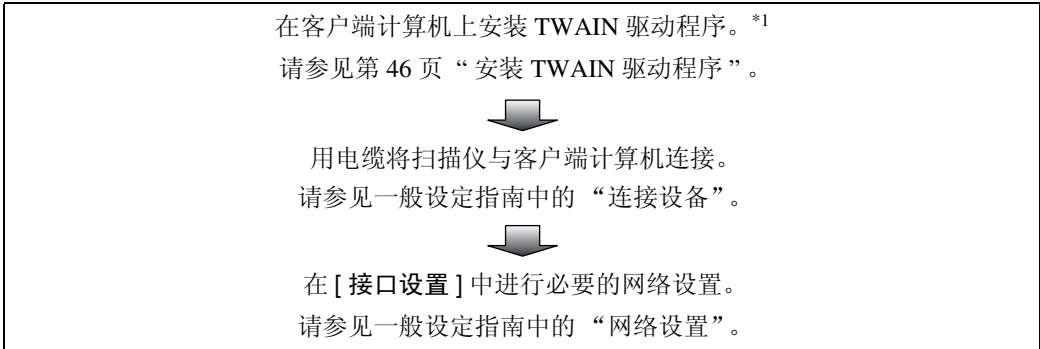 在客户端计算机上安装 TWAIN 驱动程序。*1
请参见第 46 页 “ 安装 TWAIN 驱动程序 ” 。
用电缆将扫描仪与客户端计算机连接。
请参见一般设定指南中的 “连接设备”。
在 [ 接口设置 ] 中进行必要的网络设置。
请参见一般设定指南中的 “网络设置”。